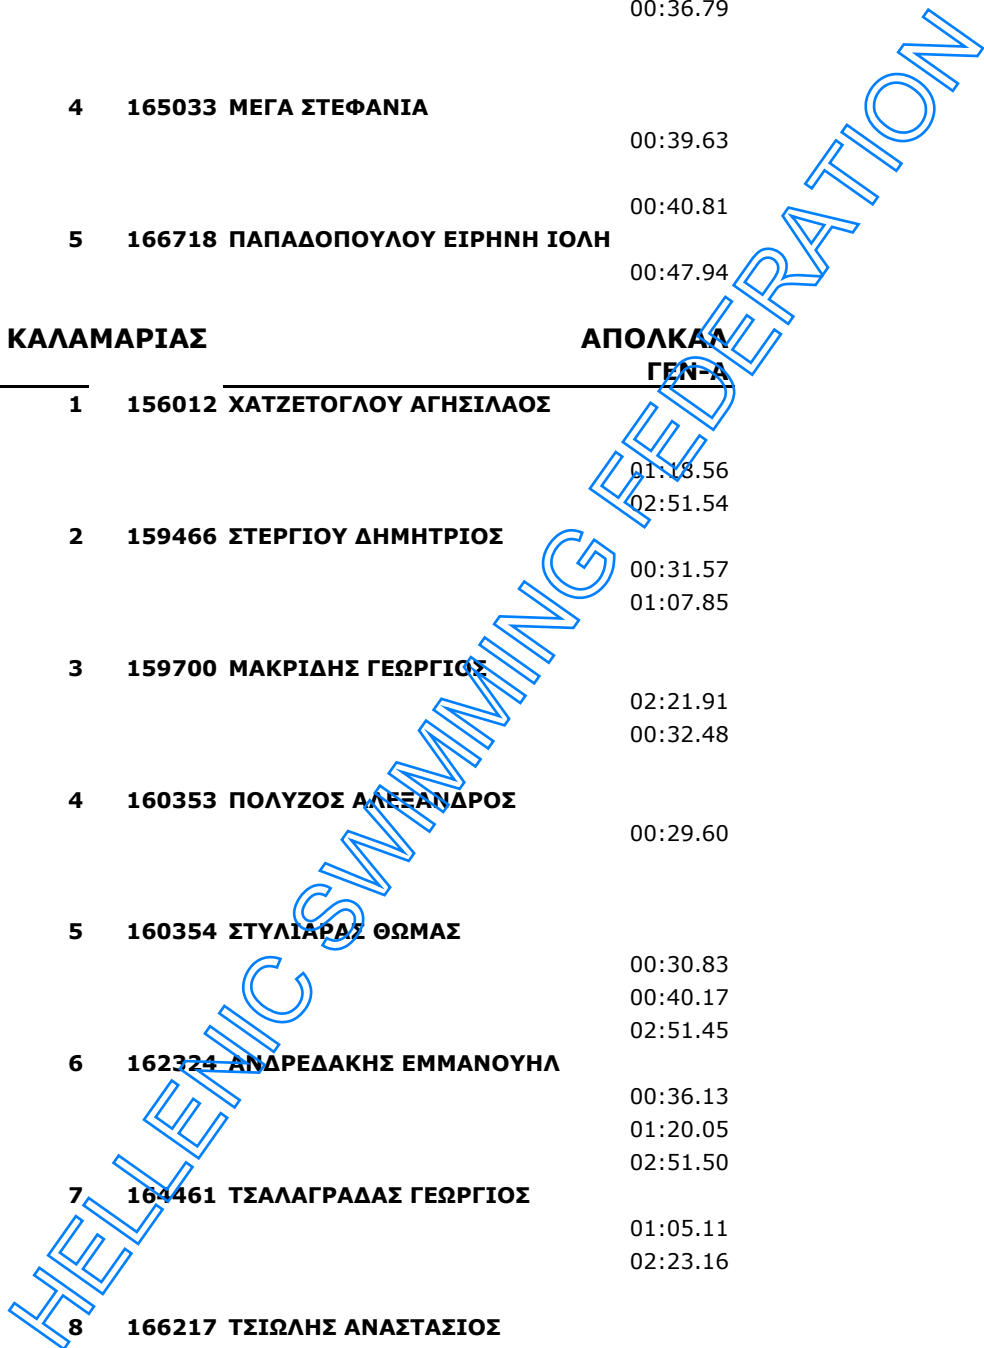 00:36.79
4 165033 ΜΕΓΑ ΣΤΕΦΑΝΙΑ
00:39.63
00:40.81
5 166718 ΠΑΠΑΔΟΠΟΥΛΟΥ ΕΙΡΗΝΗ ΙΟΛΗ
00:47.94
ΚΑΛΑΜΑΡΙΑΣ ΑΠΟΛΚΑΛ
ΓΕΝ-Α
1 156012 ΧΑΤΖΕΤΟΓΛΟΥ ΑΓΗΣΙΛΑΟΣ
01:18.56
02:51.54
2 159466 ΣΤΕΡΓΙΟΥ ΔΗΜΗΤΡΙΟΣ
00:31.57
01:07.85
3 159700 ΜΑΚΡΙΔΗΣ ΓΕΩΡΓΙΟΣ
02:21.91
00:32.48
4 160353 ΠΟΛΥΖΟΣ ΑΛΕΞΑΝΔΡΟΣ
00:29.60
5 160354 ΣΤΥΛΙΑΡΑΣ ΘΩΜΑΣ
00:30.83
00:40.17
02:51.45
6 162324 ΑΝΔΡΕΔΑΚΗΣ ΕΜΜΑΝΟΥΗΛ
00:36.13
01:20.05
02:51.50
7 164461 ΤΣΑΛΑΓΡΑΔΑΣ ΓΕΩΡΓΙΟΣ
01:05.11
02:23.16
8 166217 ΤΣΙΩΛΗΣ ΑΝΑΣΤΑΣΙΟΣ
HELLENIC SWIMMING FEDERATION